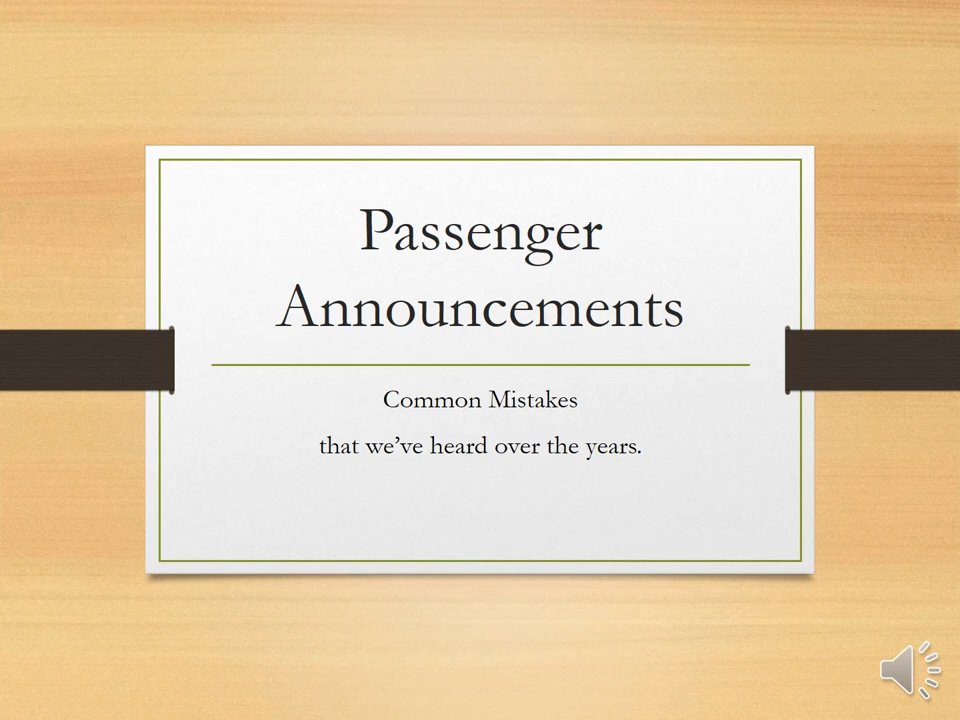 Passenger
Announcements
Common Mistakes
that we’ve heard over the years.